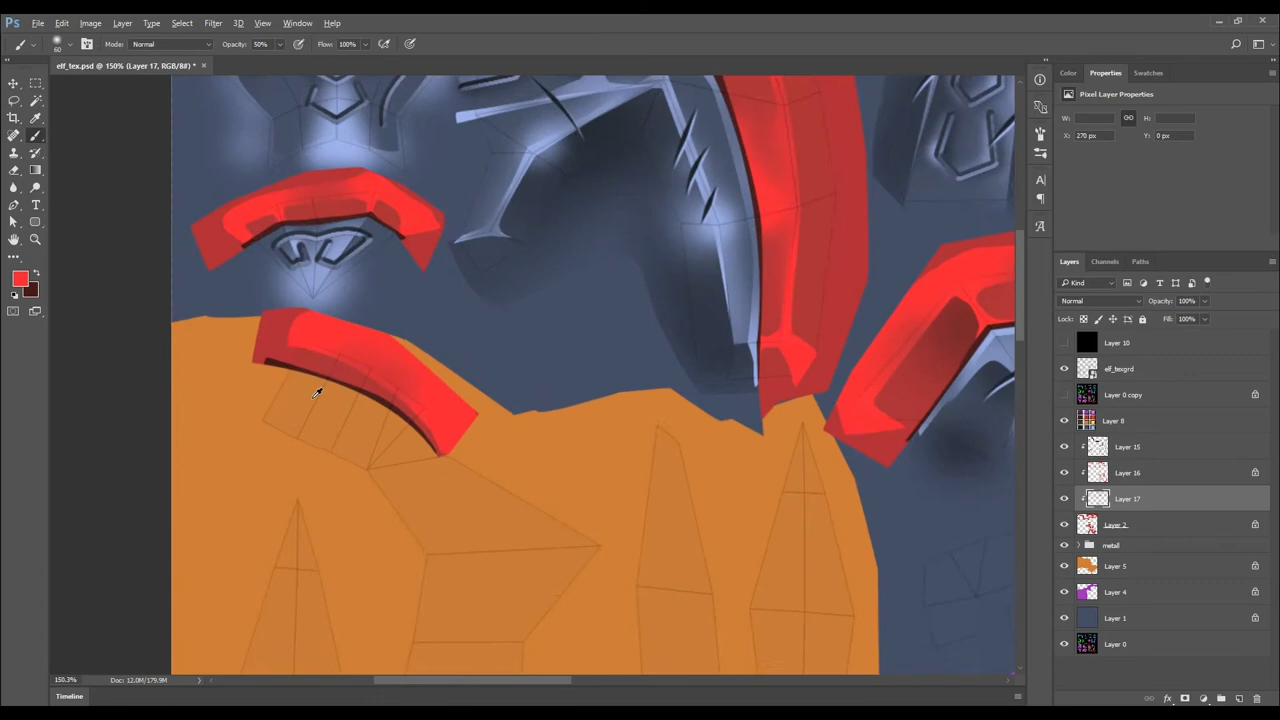 Ps File Edit Image Layer Type Select Filter 3D View Window Help
60 Mode: Normal Opacity: 50% Flow: 100%
elf_tex.psd @ 150% (Layer 17, RGB/8#) * ×
Color Properties Swatches
Pixel Layer Properties
W: H:
X: 270 px Y: 0 px
Layers Channels Paths
Kind
Normal Opacity: 100%
Lock: Fill: 100%
Layer 10
elf_texgrd
Layer 0 copy
Layer 8
Layer 15
Layer 16
Layer 17
Layer 2
metall
Layer 5
Layer 4
Layer 1
Layer 0
150.3% Doc: 12.0M/179.9M
Timeline